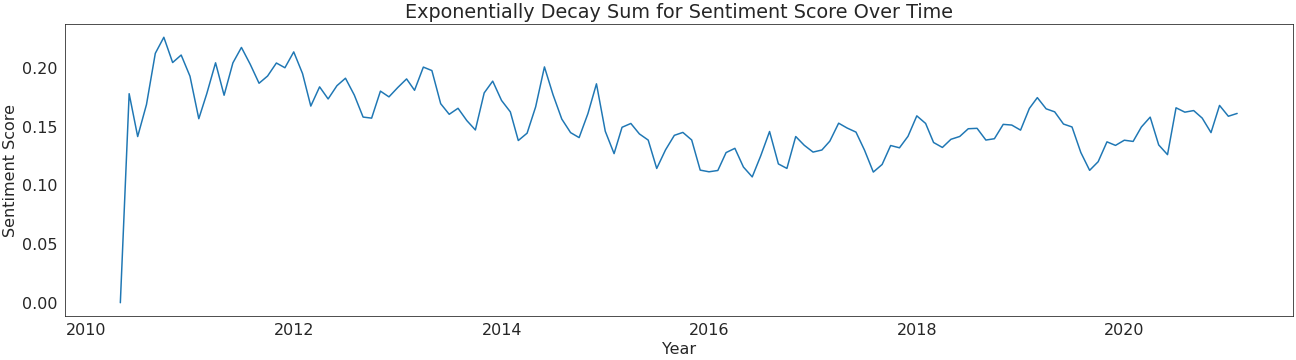 Exponentially Decay Sum for Sentiment Score Over Time
0.20
0.15
0.10
0.05
0.00
Sentiment Score
2010 2012 2014 2016 2018 2020
Year